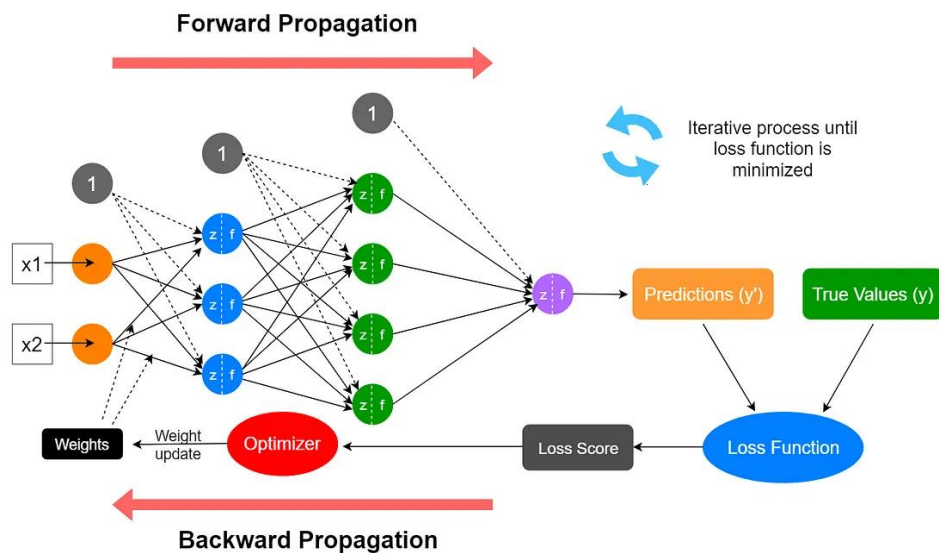 Forward Propagation
1
1
1
Iterative process until
loss function is
minimized
z f
z f
z f
z f
z f
z f
z f
z f
x1
x2
Predictions (y')
True Values (y)
Weights
Weight
update
Optimizer
Loss Score
Loss Function
Backward Propagation